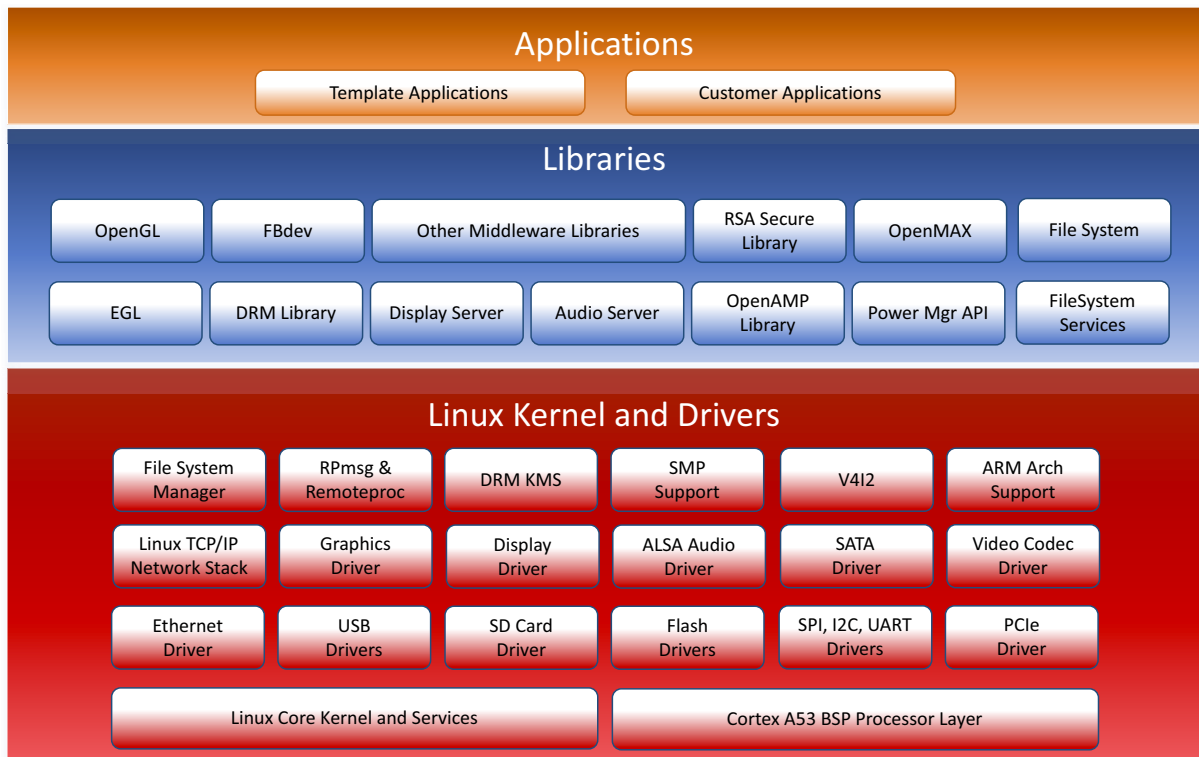 Applications
Template Applications
Customer Applications
Libraries
OpenGL
FBdev
Other Middleware Libraries
RSA Secure
Library
OpenMAX
File System
EGL
DRM Library
Display Server
Audio Server
OpenAMP
Library
Power Mgr API
FileSystem
Services
Linux Kernel and Drivers
File System
Manager
RPmsg &
Remoteproc
DRM KMS
SMP
Support
V4I2
ARM Arch
Support
Linux TCP/IP
Network Stack
Graphics
Driver
Display
Driver
ALSA Audio
Driver
SATA
Driver
Video Codec
Driver
Ethernet
Driver
USB
Drivers
SD Card
Driver
Flash
Drivers
SPI, I2C, UART
Drivers
PCIe
Driver
Linux Core Kernel and Services
Cortex A53 BSP Processor Layer